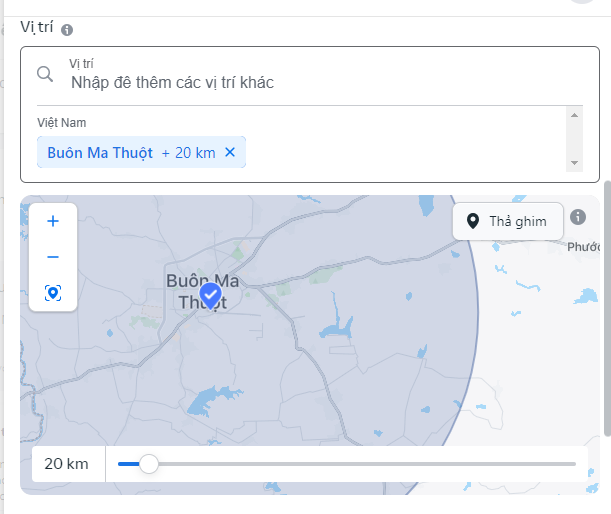 Vị trí
Vị trí
Nhập để thêm các vị trí khác
Việt Nam
Buôn Ma Thuột + 20 km
Thả ghim
Phước
Buôn Ma
Thuột
20 km